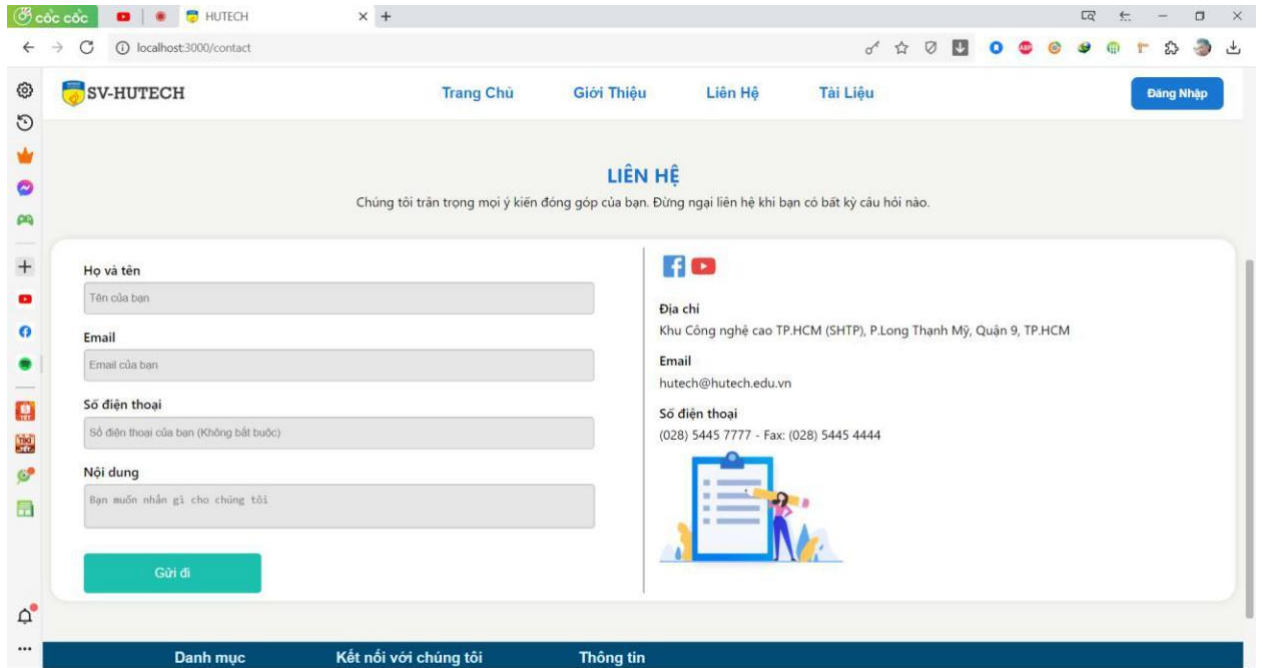 cốc cốc
HUTECH
localhost:3000/contact
SV-HUTECH
Trang Chủ
Giới Thiệu
Liên Hệ
Tài Liệu
Đăng Nhập
LIÊN HỆ
Chúng tôi trân trọng mọi ý kiến đóng góp của bạn. Đừng ngại liên hệ khi bạn có bất kỳ câu hỏi nào.
Họ và tên
Tên của bạn
Email
Email của bạn
Số điện thoại
Số điện thoại của bạn (Không bắt buộc)
Nội dung
Bạn muốn nhắn gì cho chúng tôi
Gửi đi
Địa chỉ
Khu Công nghệ cao TP.HCM (SHTP), P.Long Thạnh Mỹ, Quận 9, TP.HCM
Email
hutech@hutech.edu.vn
Số điện thoại
(028) 5445 7777 - Fax: (028) 5445 4444
Danh mục
Kết nối với chúng tôi
Thông tin